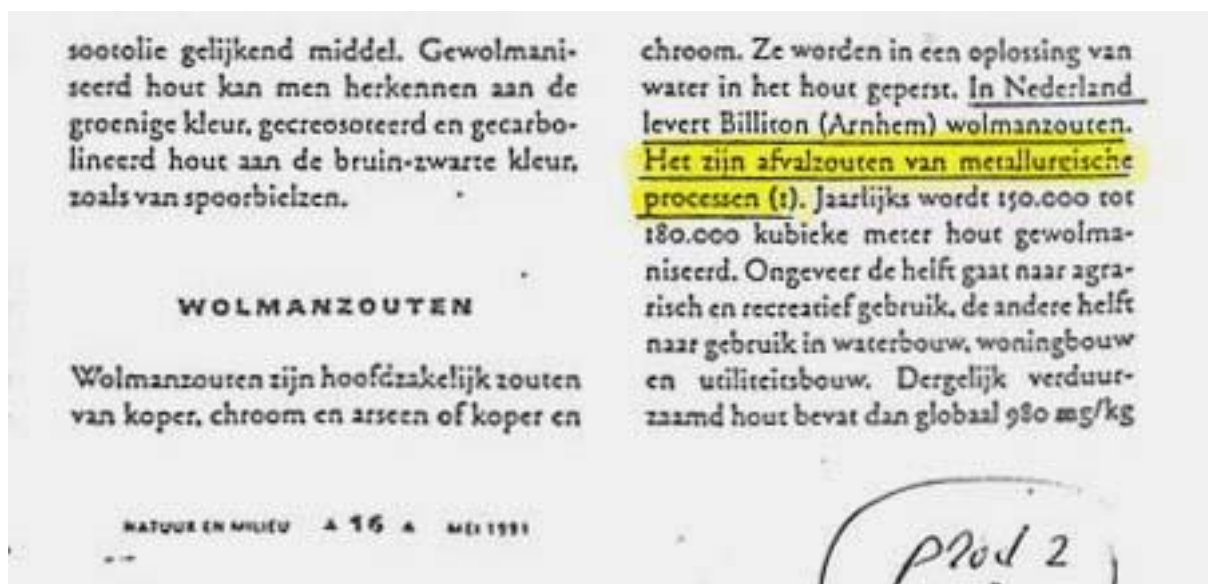 sootolie gelijkend middel. Gewolmani-
seerd hout kan men herkennen aan de
groenige kleur, gecreosoteerd en gecarbo-
lineerd hout aan de bruin-zwarte kleur,
zoals van spoorbielzen.
WOLMANZOUTEN
Wolmanzouten zijn hoofdzakelijk zouten
van koper, chroom en arseen of koper en
chroom. Ze worden in een oplossing van
water in het hout geperst. In Nederland
levert Billiton (Arnhem) wolmanzouten.
Het zijn afvalzouten van metallurgische
processen (1). Jaarlijks wordt 150.000 tot
180.000 kubieke meter hout gewolma-
niseerd. Ongeveer de helft gaat naar agra-
risch en recreatief gebruik, de andere helft
naar gebruik in waterbouw, woningbouw
en utiliteitsbouw. Dergelijk verduur-
zaamd hout bevat dan globaal 980 mg/kg
NATUUR EN MILIEU 16 MEI 1991
prod 2